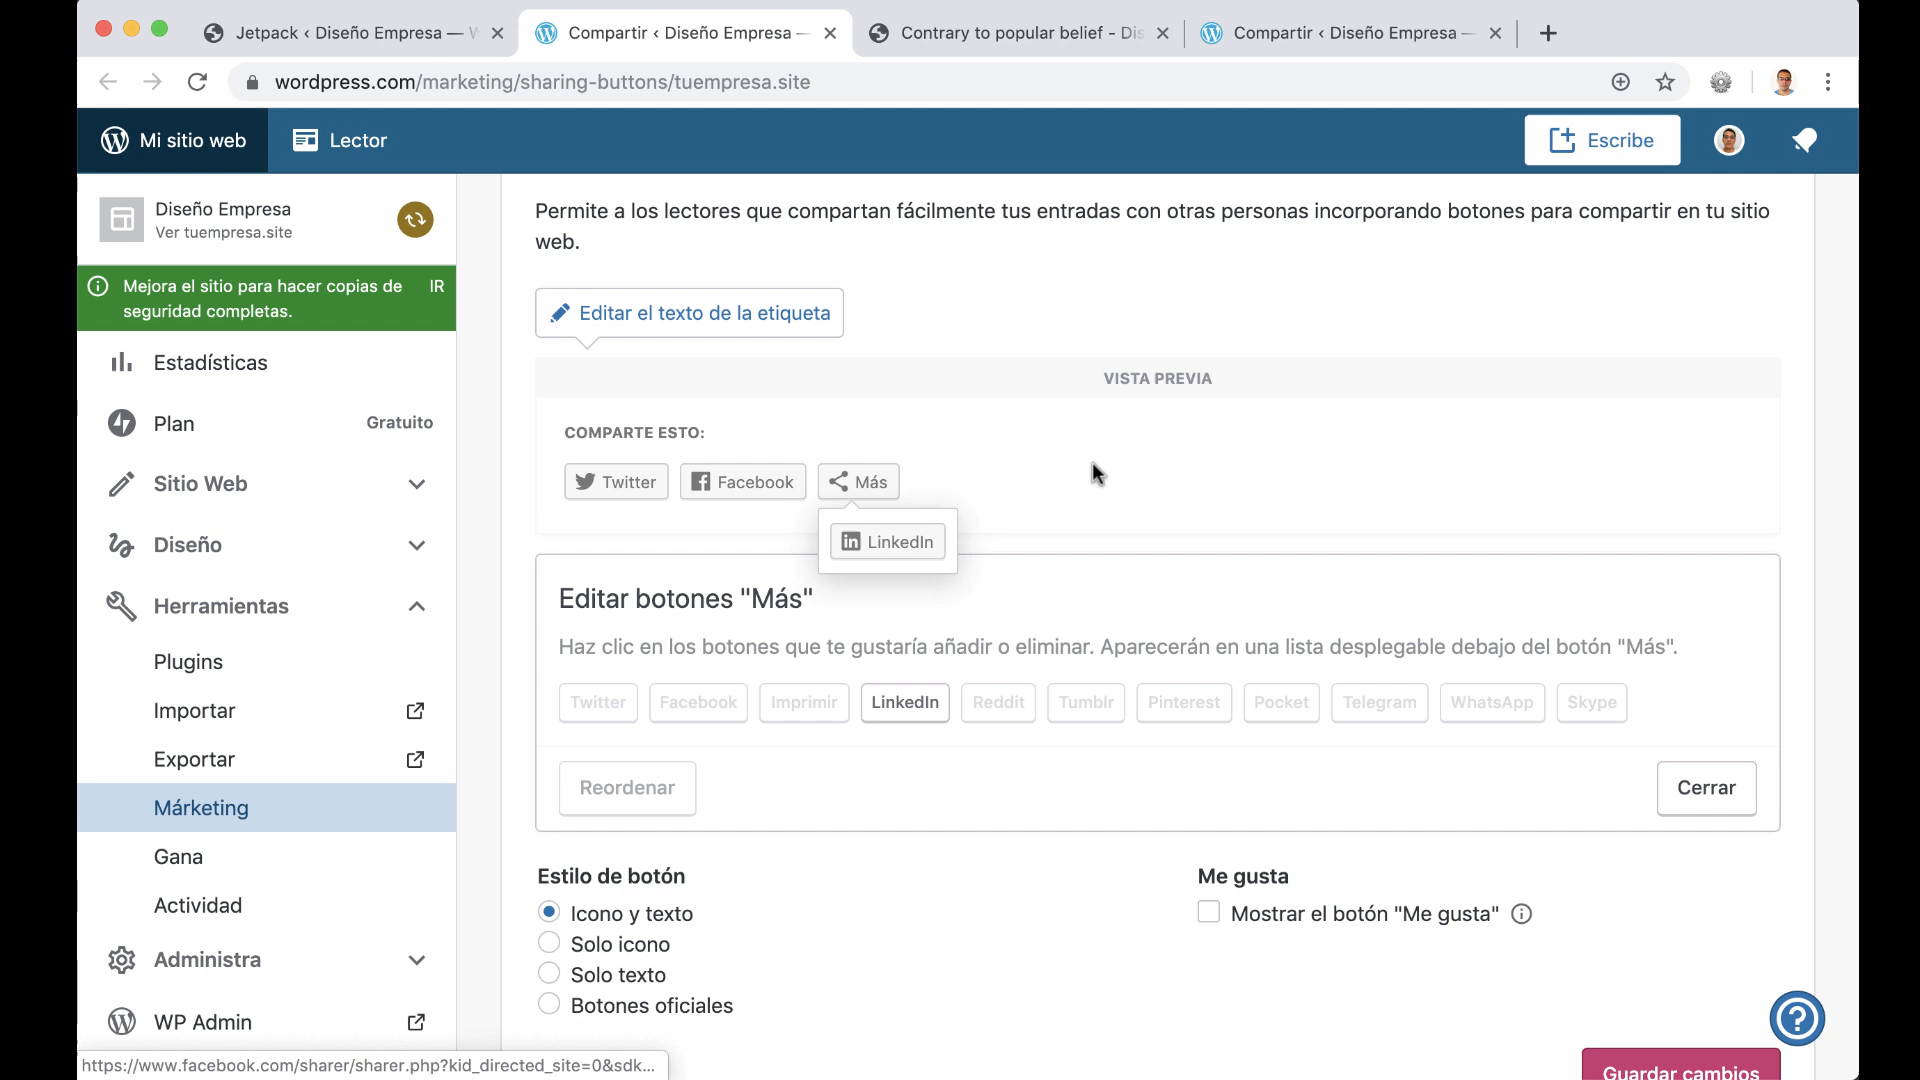 Jetpack ‹ Diseño Empresa — W
Compartir ‹ Diseño Empresa —
Contrary to popular belief - Dis
Compartir ‹ Diseño Empresa —
wordpress.com/marketing/sharing-buttons/tuempresa.site
Mi sitio web
Lector
Escribe
Diseño Empresa
Ver tuempresa.site
Mejora el sitio para hacer copias de
seguridad completas.
IR
Estadísticas
Plan
Gratuito
Sitio Web
Diseño
Herramientas
Plugins
Importar
Exportar
Márketing
Gana
Actividad
Administra
WP Admin
https://www.facebook.com/sharer/sharer.php?kid_directed_site=0&sdk...
Permite a los lectores que compartan fácilmente tus entradas con otras personas incorporando botones para compartir en tu sitio
web.
Editar el texto de la etiqueta
VISTA PREVIA
COMPARTE ESTO:
Twitter
Facebook
Más
LinkedIn
Editar botones "Más"
Haz clic en los botones que te gustaría añadir o eliminar. Aparecerán en una lista desplegable debajo del botón "Más".
Twitter
Facebook
Imprimir
LinkedIn
Reddit
Tumblr
Pinterest
Pocket
Telegram
WhatsApp
Skype
Reordenar
Cerrar
Estilo de botón
Icono y texto
Solo icono
Solo texto
Botones oficiales
Me gusta
Mostrar el botón "Me gusta"
Guardar cambios